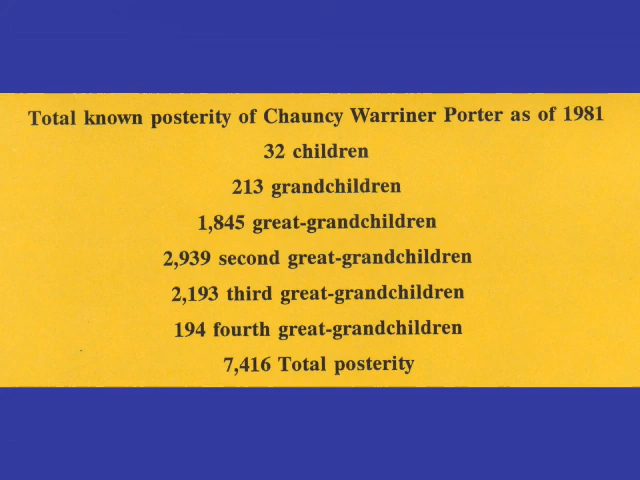 Total known posterity of Chauncy Warriner Porter as of 1981
32 children
213 grandchildren
1,845 great-grandchildren
2,939 second great-grandchildren
2,193 third great-grandchildren
194 fourth great-grandchildren
7,416 Total posterity